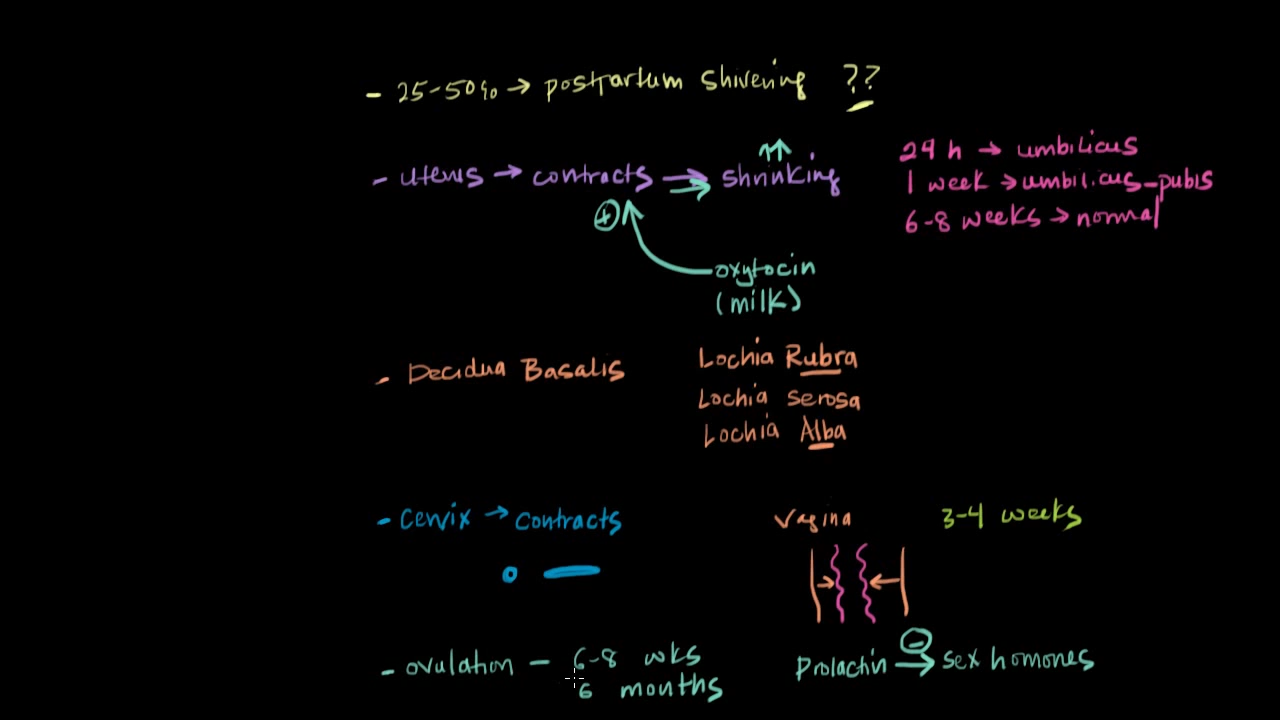 - 25-50% → postpartum shivering ??
- uterus → contracts → shrinking
24 h → umbilicus
1 week → umbilicus-pubis
6-8 weeks → normal
+
oxytocin
(milk)
- Decidua Basalis
Lochia Rubra
Lochia serosa
Lochia Alba
- cervix → contracts
vagina
3-4 weeks
- ovulation - 6-8 wks
6 months
Prolactin → sex hormones